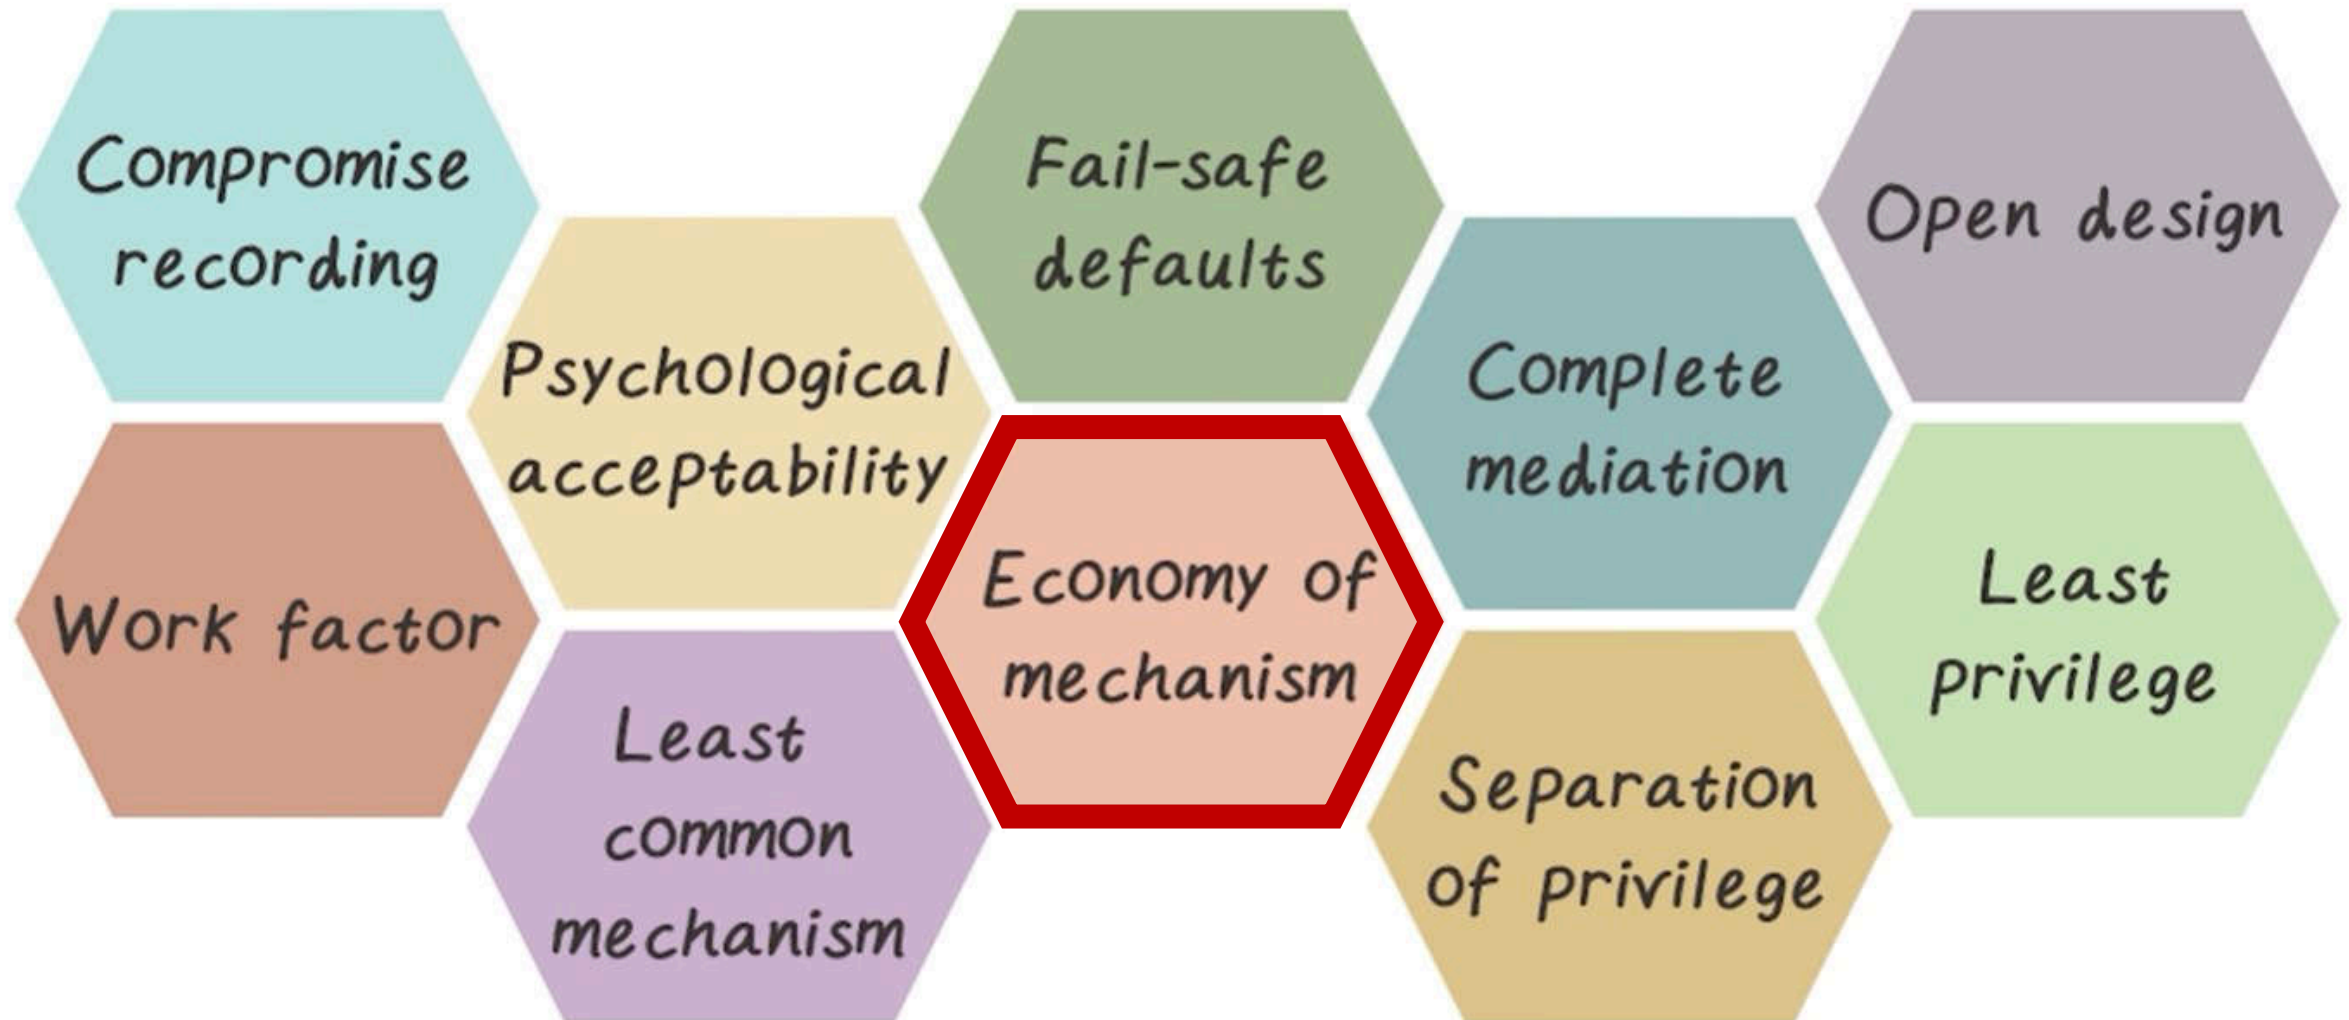 Compromise
recording
Fail-safe
defaults
Open design
Psychological
acceptability
Complete
mediation
Work factor
Economy of
mechanism
Least
privilege
Least
common
mechanism
Separation
of privilege